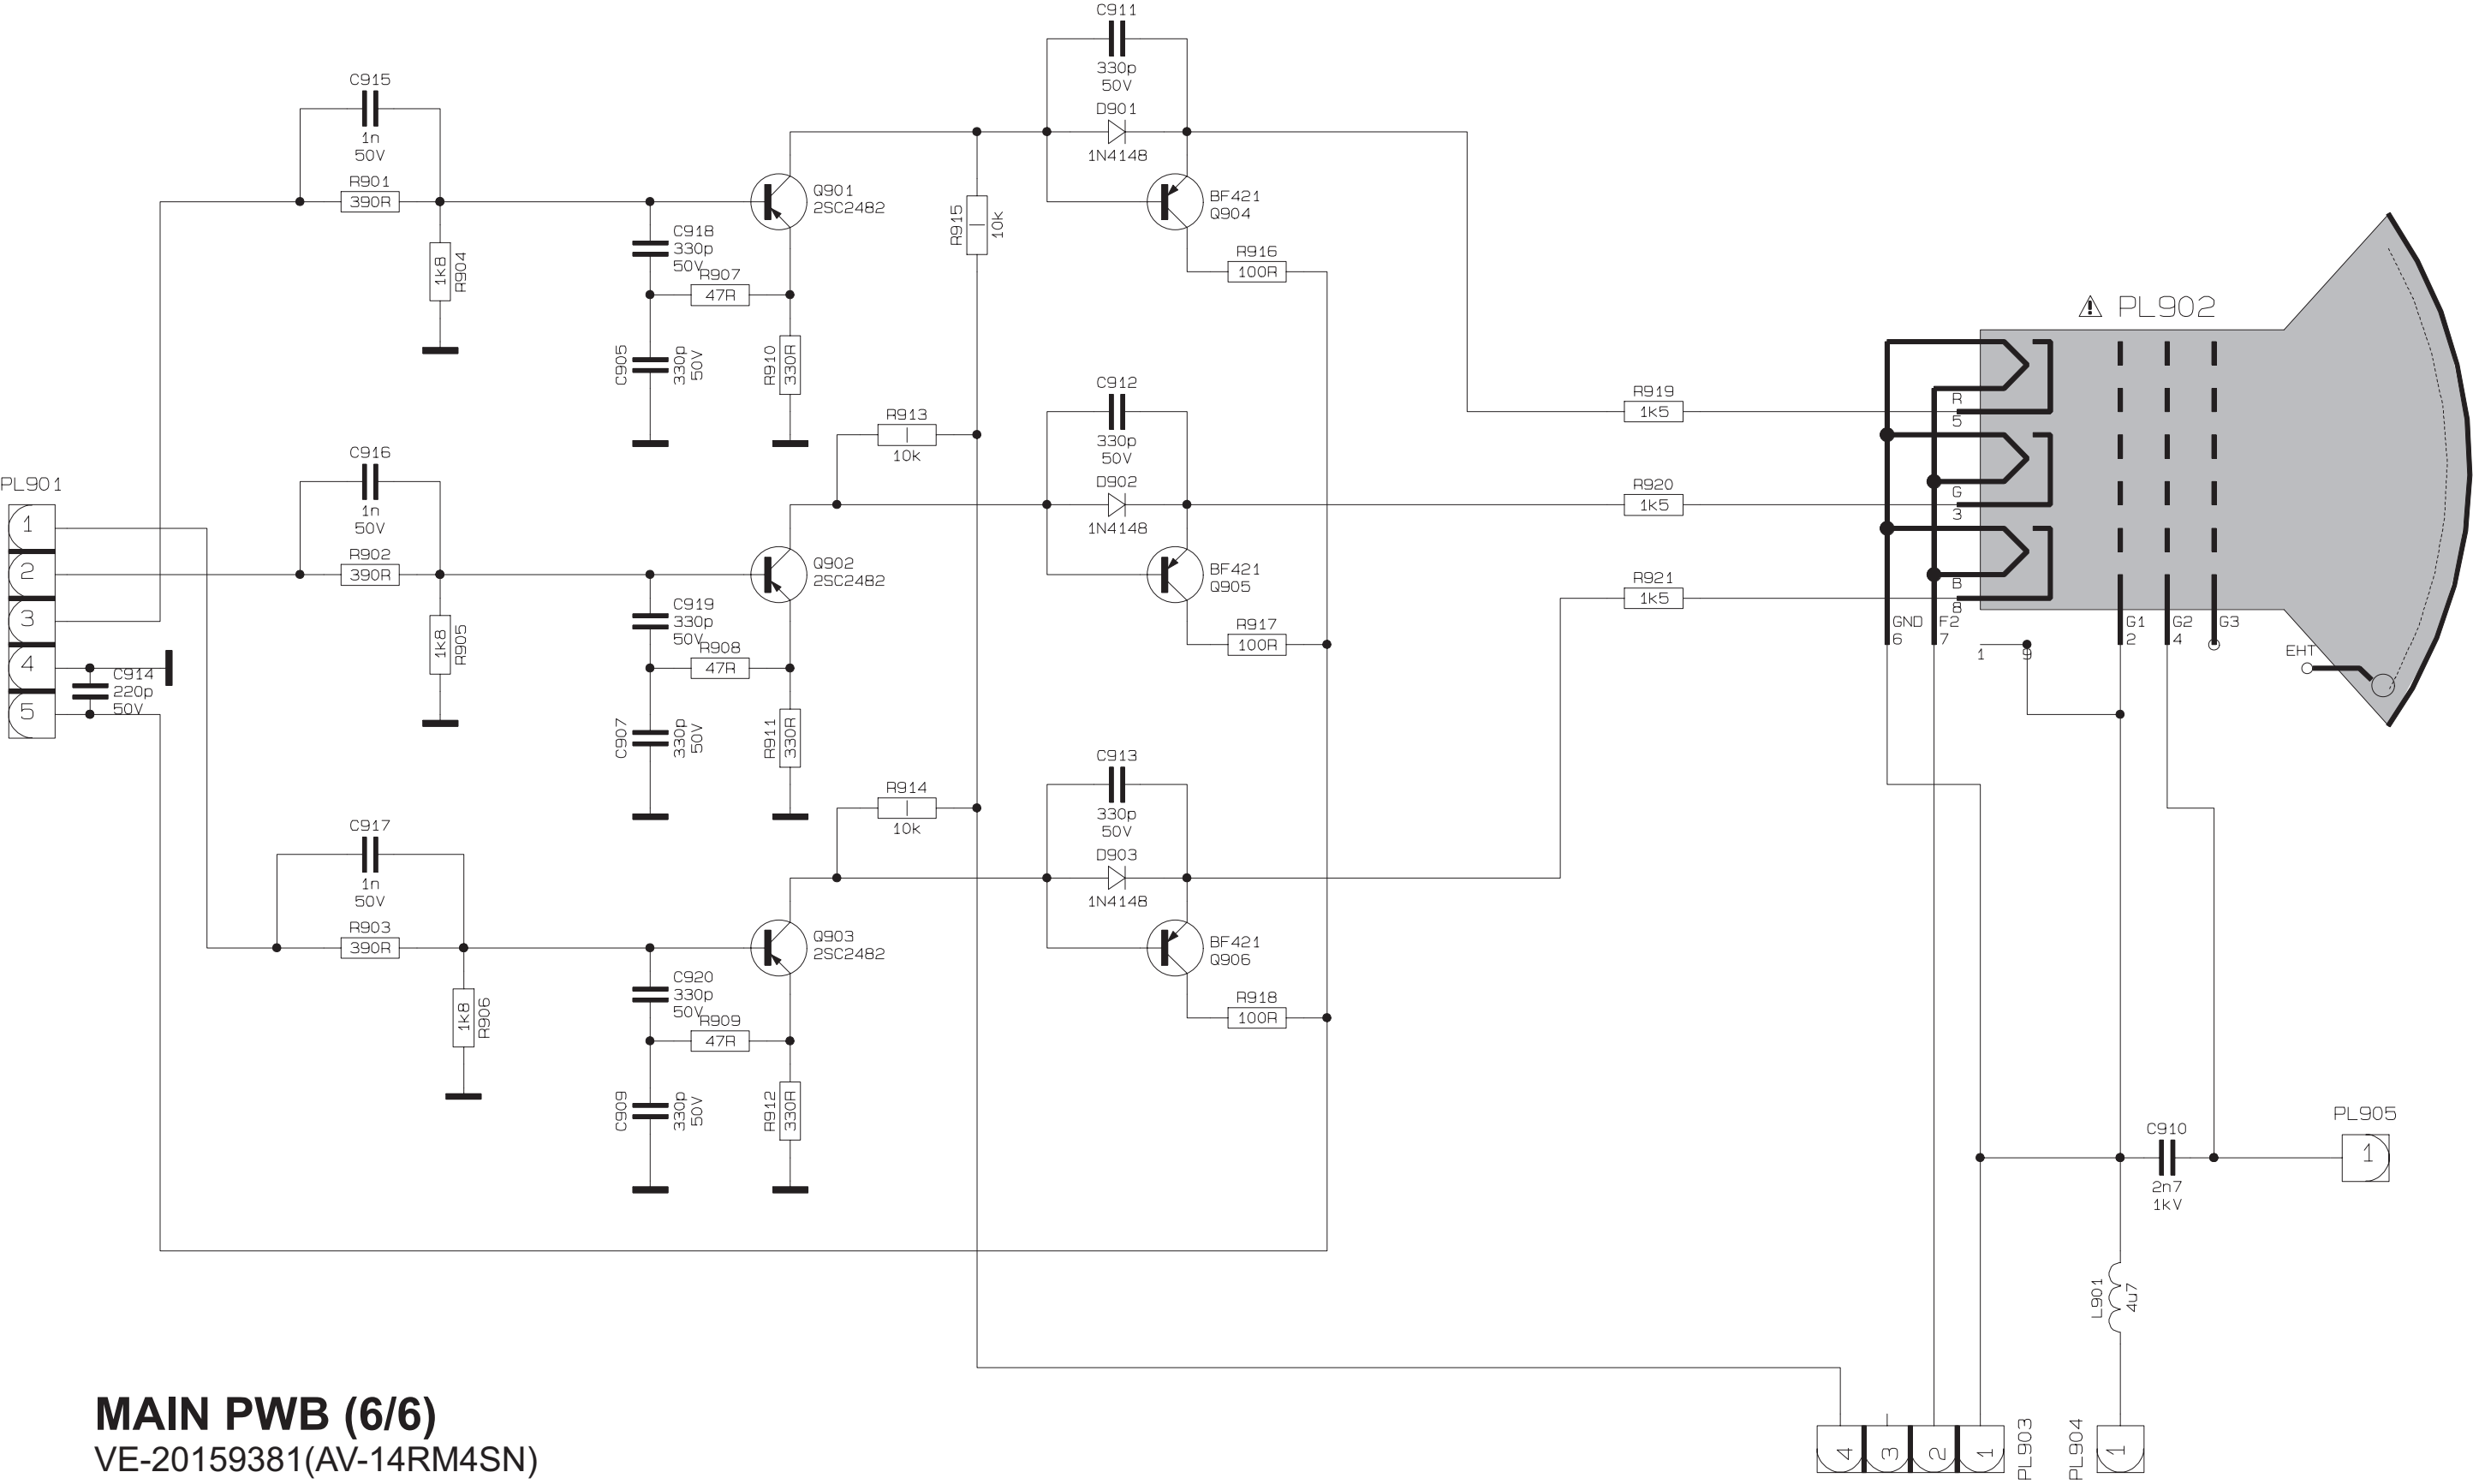 C911
330p
50V
D901
1N4148
C915
1n
50V
R901
390R
1k8
R904
Q901
2SC2482
C918
330p
50V
R907
47R
C905
330p
50V
R910
330R
R915
10k
BF421
Q904
R916
100R
PL902
R913
10k
C912
330p
50V
D902
1N4148
R919
1k5
R
5
PL901
1
2
3
4
5
C914
220p
50V
C916
1n
50V
R902
390R
1k8
R905
Q902
2SC2482
C919
330p
50V
R908
47R
C907
330p
50V
R911
330R
BF421
Q905
R917
100R
R920
1k5
G
3
R921
1k5
B
8
GND
6
F2
7
1
9
G1
2
G2
4
G3
EHT
R914
10k
C913
330p
50V
D903
1N4148
C917
1n
50V
R903
390R
1k8
R906
Q903
2SC2482
C920
330p
50V
R909
47R
C909
330p
50V
R912
330R
BF421
Q906
R918
100R
C910
2n7
1kV
PL905
1
L901
4u7
4
3
2
1
PL903
PL904
1
MAIN PWB (6/6)
VE-20159381(AV-14RM4SN)